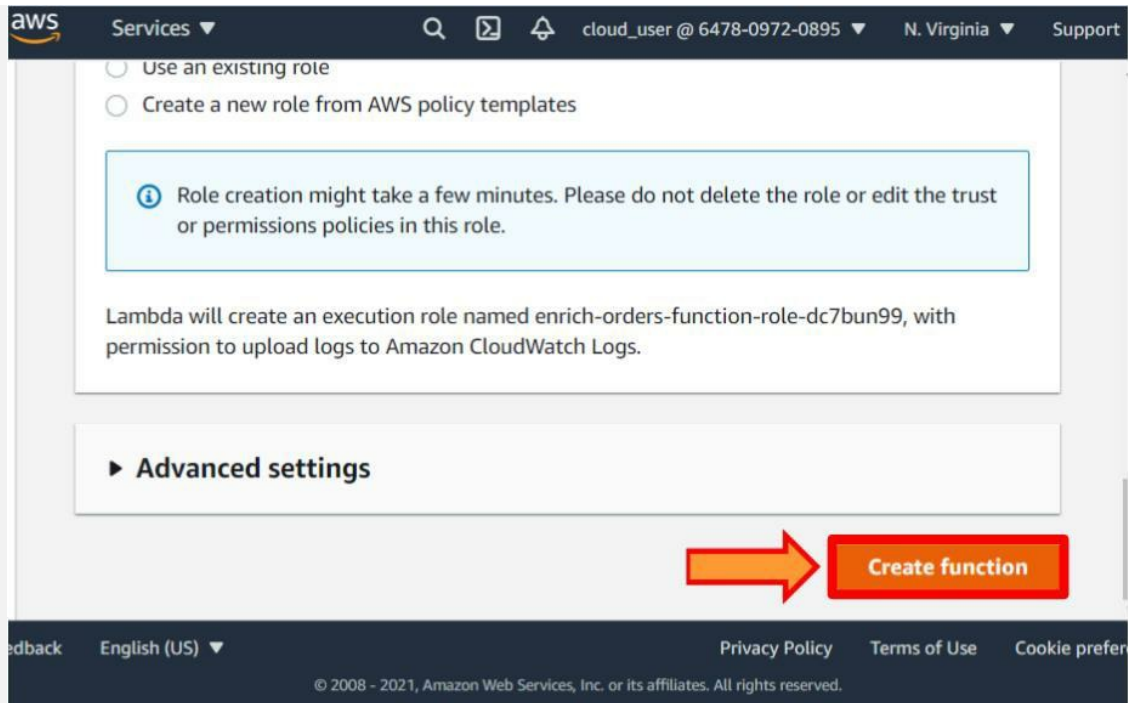 aws
Services ▼ cloud_user @ 6478-0972-0895 ▼ N. Virginia ▼ Support
Use an existing role
Create a new role from AWS policy templates
Role creation might take a few minutes. Please do not delete the role or edit the trust
or permissions policies in this role.
Lambda will create an execution role named enrich-orders-function-role-dc7bun99, with
permission to upload logs to Amazon CloudWatch Logs.
Advanced settings
Create function
edback English (US) ▼ Privacy Policy Terms of Use Cookie prefer
© 2008 - 2021, Amazon Web Services, Inc. or its affiliates. All rights reserved.